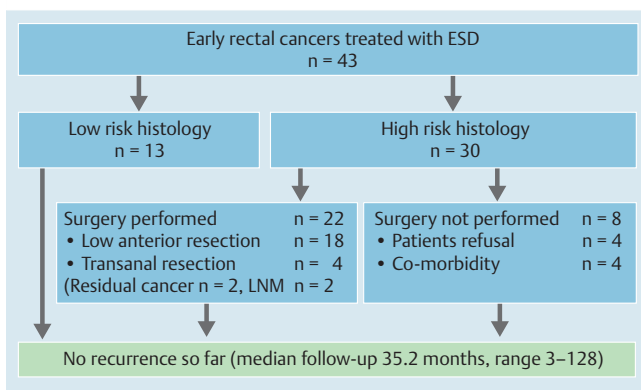 Early rectal cancers treated with ESD
n = 43
Low risk histology
n = 13
High risk histology
n = 30
Surgery performed n = 22
• Low anterior resection n = 18
• Transanal resection n = 4
(Residual cancer n = 2, LNM n = 2
Surgery not performed n = 8
• Patients refusal n = 4
• Co-morbidity n = 4
No recurrence so far (median follow-up 35.2 months, range 3–128)